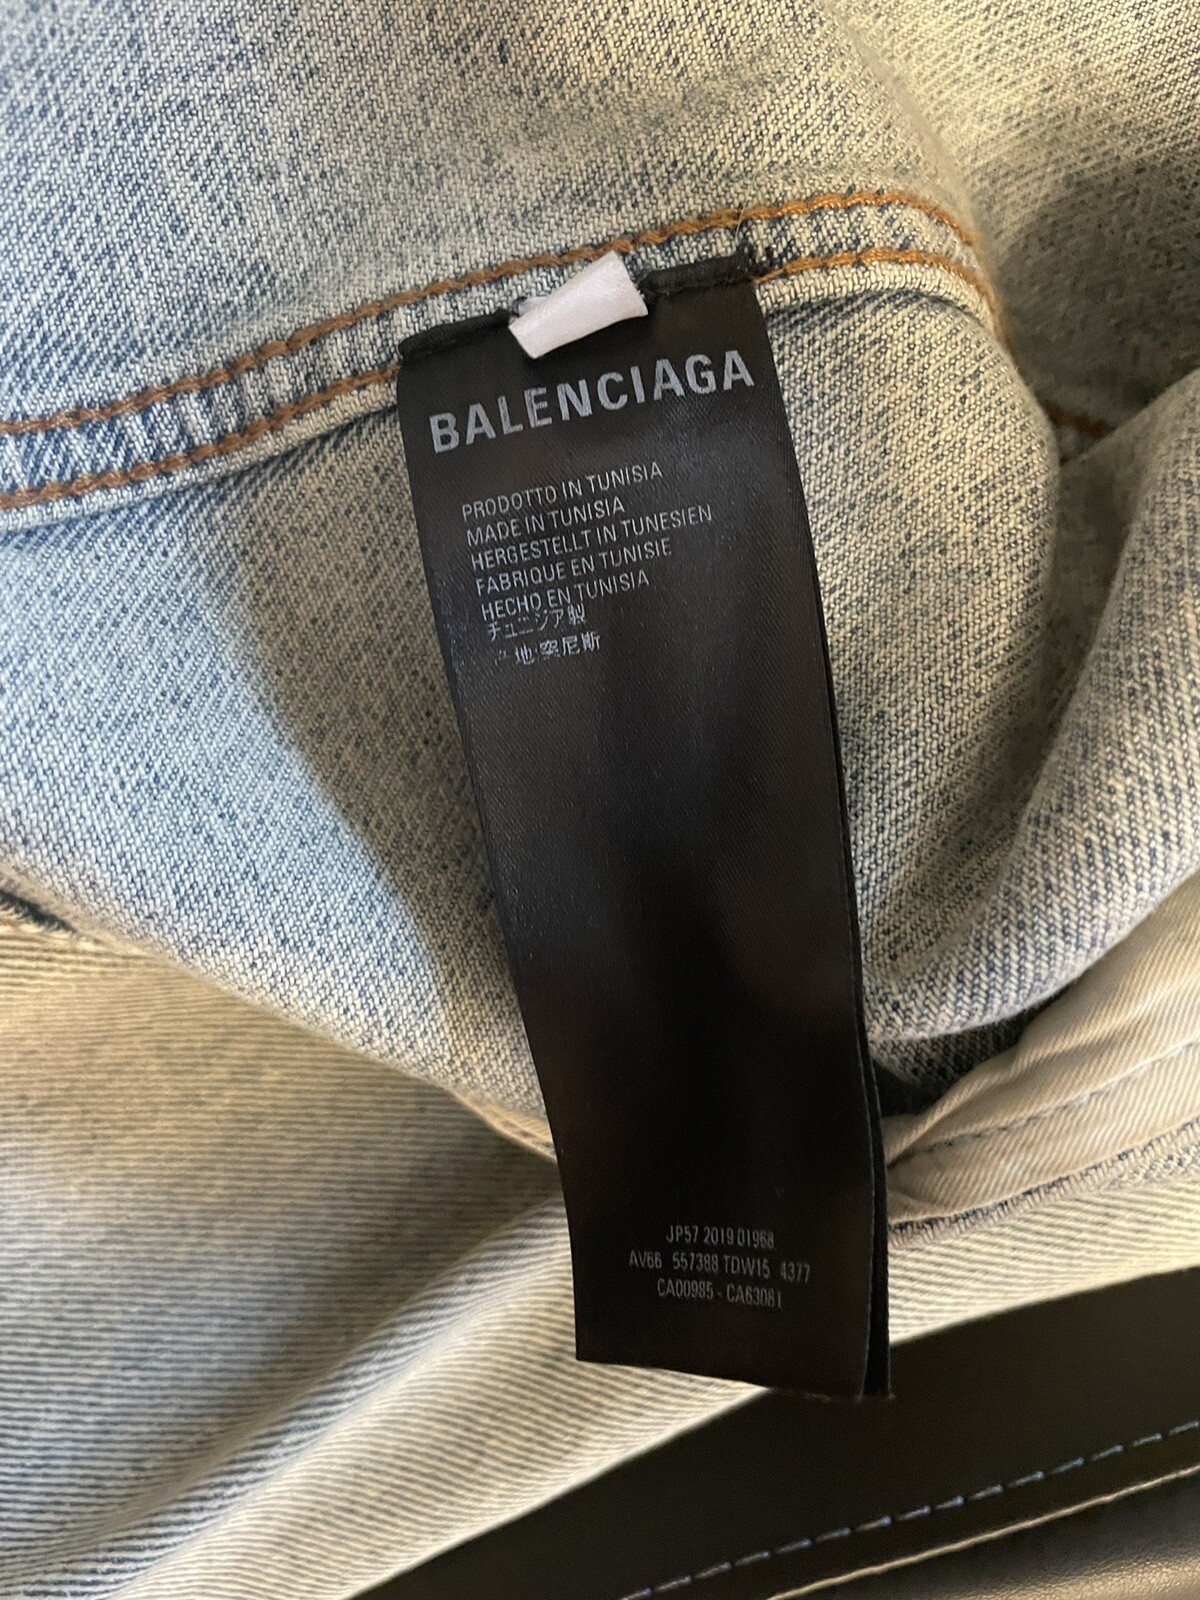 BALENCIAGA
PRODOTTO IN TUNISIA
MADE IN TUNISIA
HERGESTELLT IN TUNESIEN
FABRIQUE EN TUNISIE
HECHO EN TUNISIA
チュニジア製
地:突尼斯
JP57 2019 01968
AV66 557388 TDW15 4377
CA00985 - CA63081